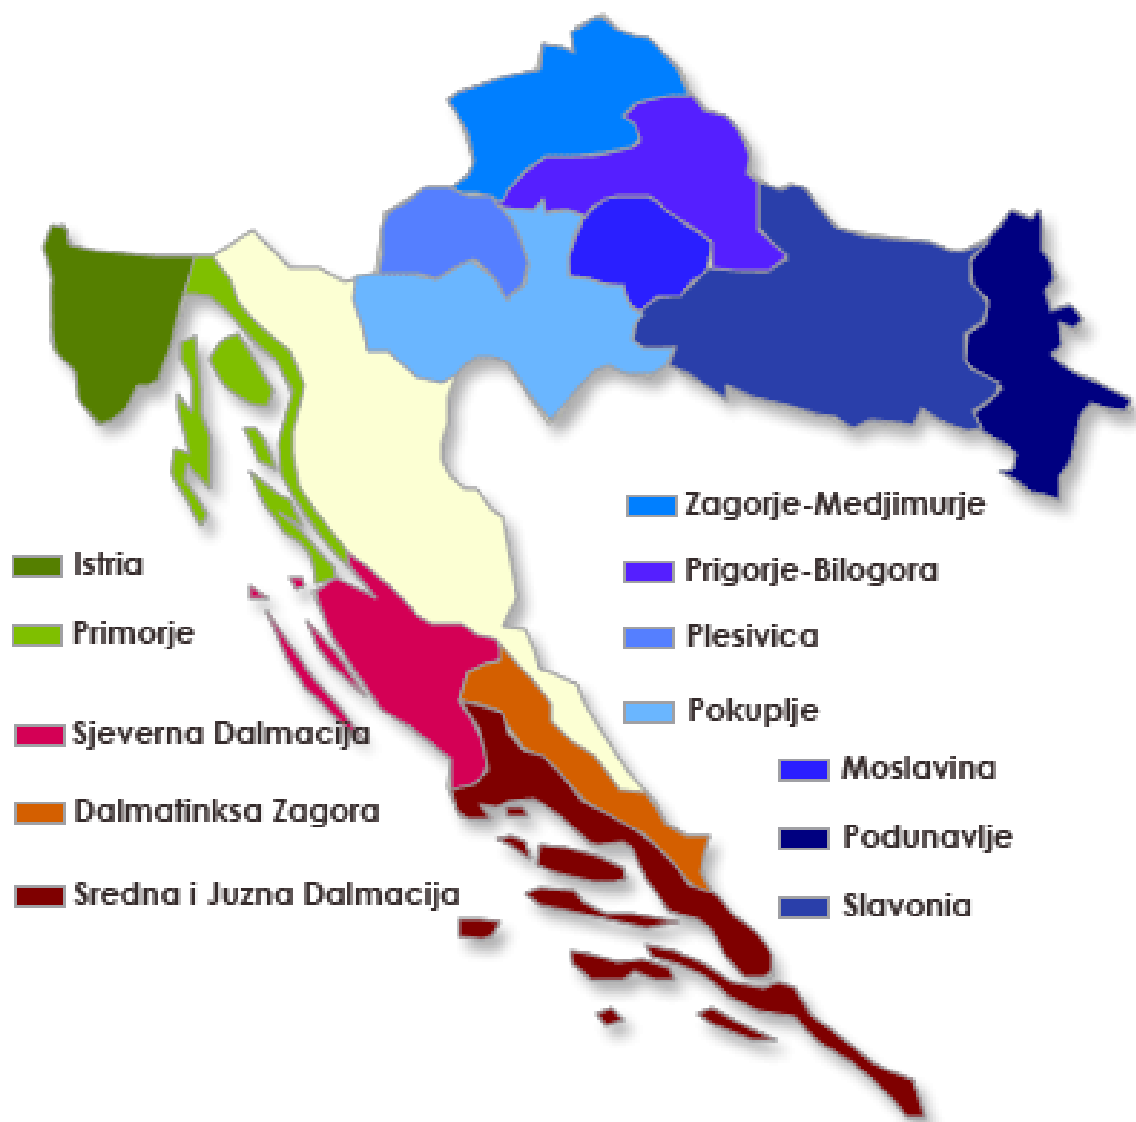 Zagorje-Medjimurje
Istria
Prigorje-Bilogora
Primorje
Plesivica
Pokuplje
Sjeverna Dalmacija
Moslavina
Dalmatinksa Zagora
Podunavlje
Sredna i Juzna Dalmacija
Slavonia